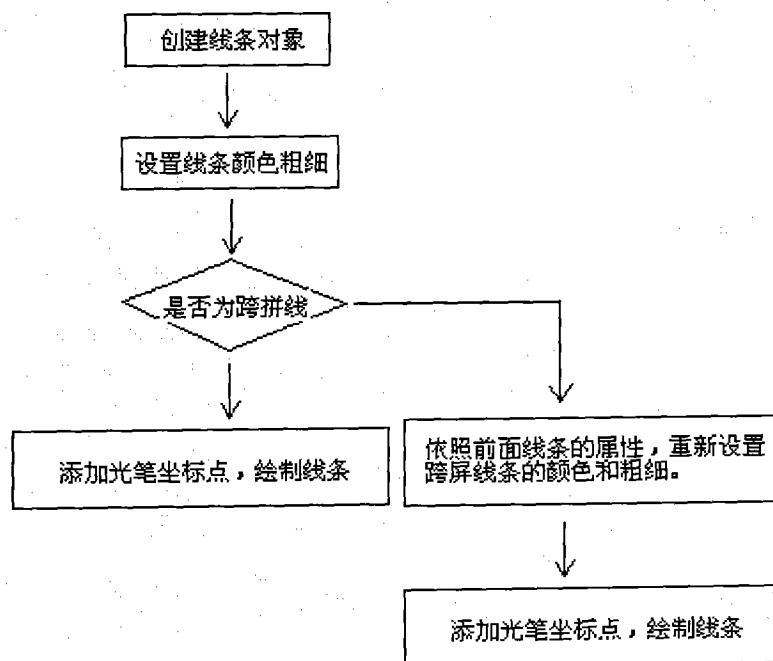 创建线条对象
设置线条颜色粗细
是否为跨拼线
添加光笔坐标点，绘制线条
依照前面线条的属性，重新设置
跨屏线条的颜色和粗细。
添加光笔坐标点，绘制线条